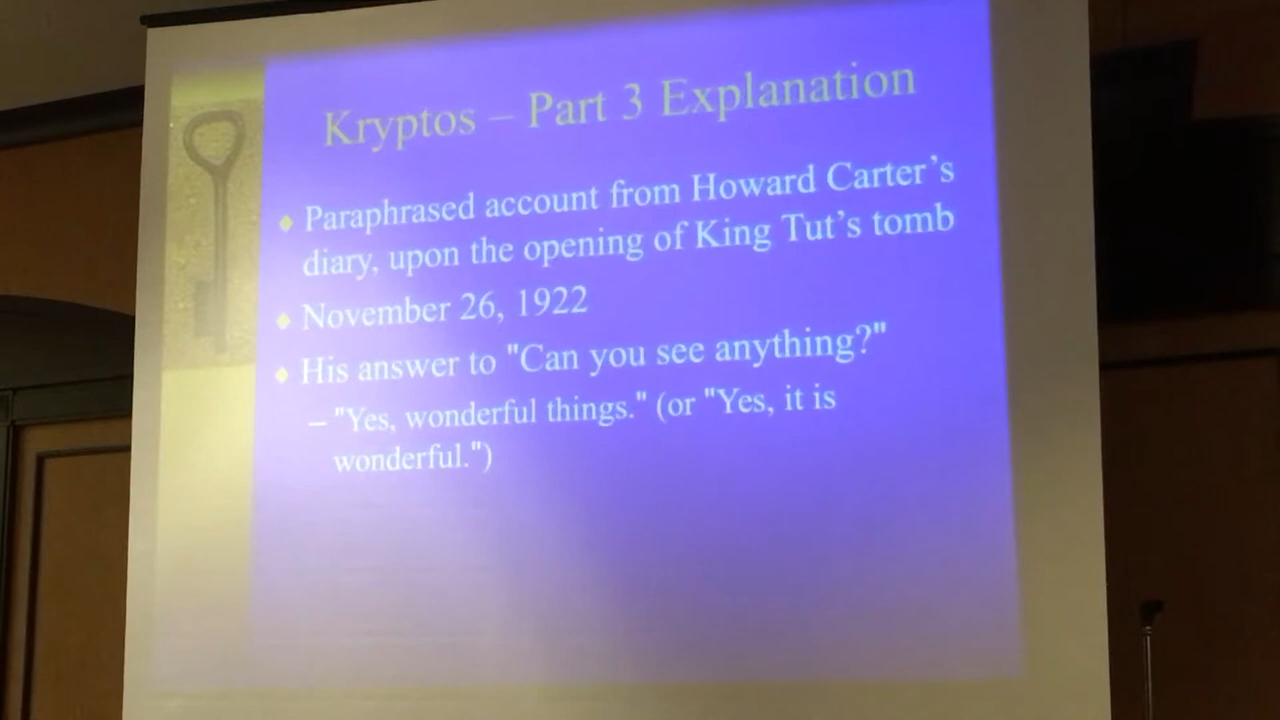 Kryptos – Part 3 Explanation
Paraphrased account from Howard Carter’s
diary, upon the opening of King Tut’s tomb
November 26, 1922
His answer to "Can you see anything?"
– "Yes, wonderful things." (or "Yes, it is
wonderful.")